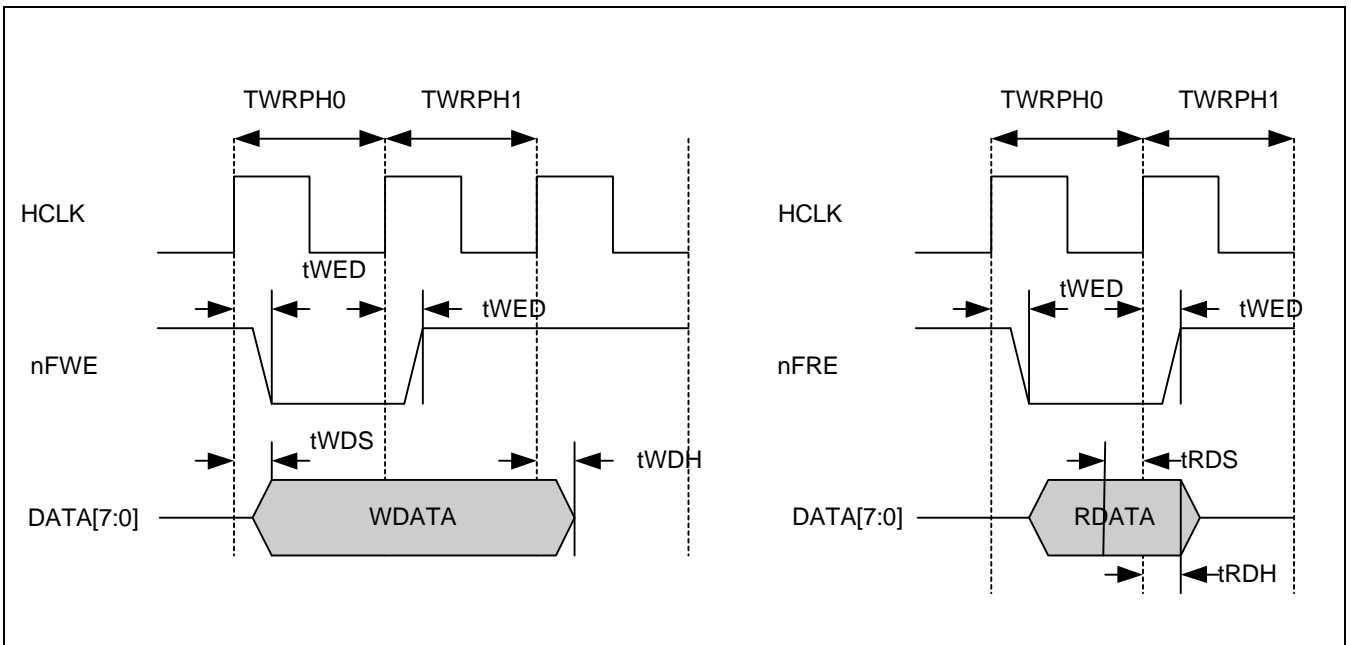 TWRPH0 TWRPH1
HCLK
tWED
tWED
nFWE
tWDS
tWDH
DATA[7:0] WDATA
TWRPH0 TWRPH1
HCLK
tWED
tWED
nFRE
tRDS
DATA[7:0] RDATA
tRDH